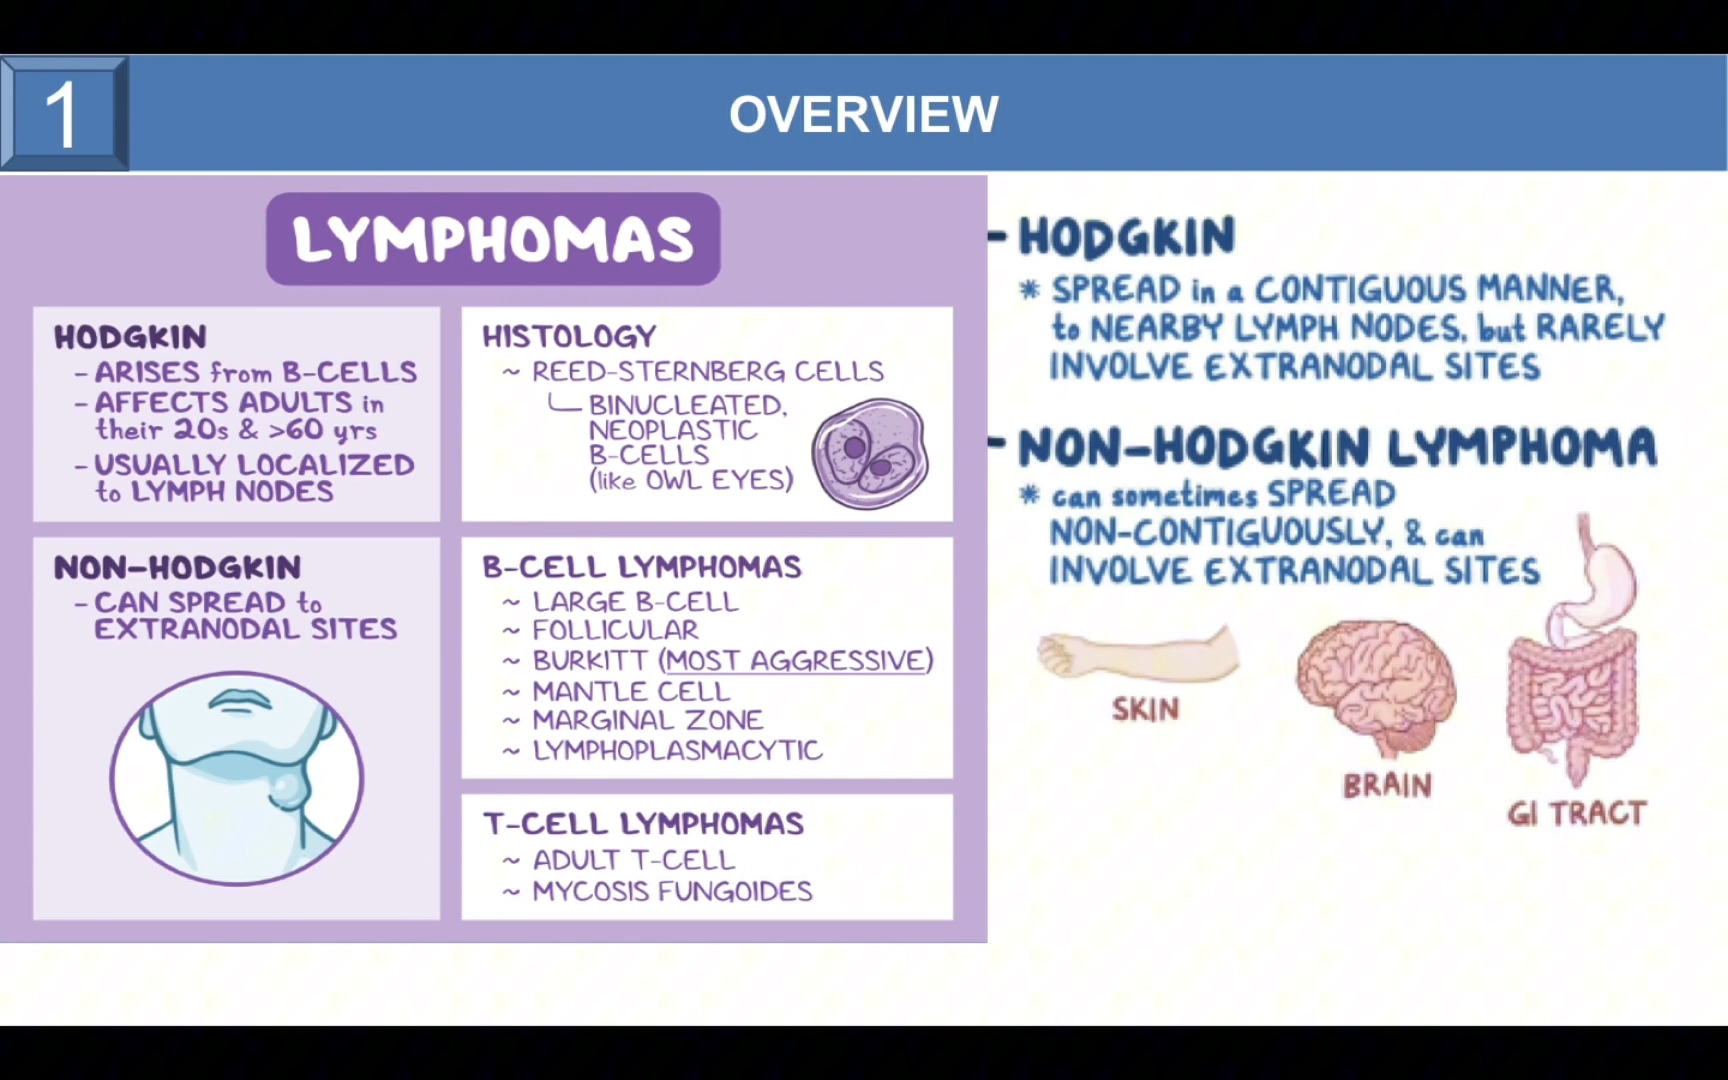 1
OVERVIEW
LYMPHOMAS
HODGKIN
- ARISES from B-CELLS
- AFFECTS ADULTS in
their 20s & >60 yrs
- USUALLY LOCALIZED
to LYMPH NODES
HISTOLOGY
~ REED-STERNBERG CELLS
BINUCLEATED,
NEOPLASTIC
B-CELLS
(like OWL EYES)
NON-HODGKIN
- CAN SPREAD to
EXTRANODAL SITES
B-CELL LYMPHOMAS
~ LARGE B-CELL
~ FOLLICULAR
~ BURKITT (MOST AGGRESSIVE)
~ MANTLE CELL
~ MARGINAL ZONE
~ LYMPHOPLASMACYTIC
T-CELL LYMPHOMAS
~ ADULT T-CELL
~ MYCOSIS FUNGOIDES
- HODGKIN
* SPREAD in a CONTIGUOUS MANNER,
to NEARBY LYMPH NODES, but RARELY
INVOLVE EXTRANODAL SITES
- NON-HODGKIN LYMPHOMA
* can sometimes SPREAD
NON-CONTIGUOUSLY, & can
INVOLVE EXTRANODAL SITES
SKIN
BRAIN
GI TRACT